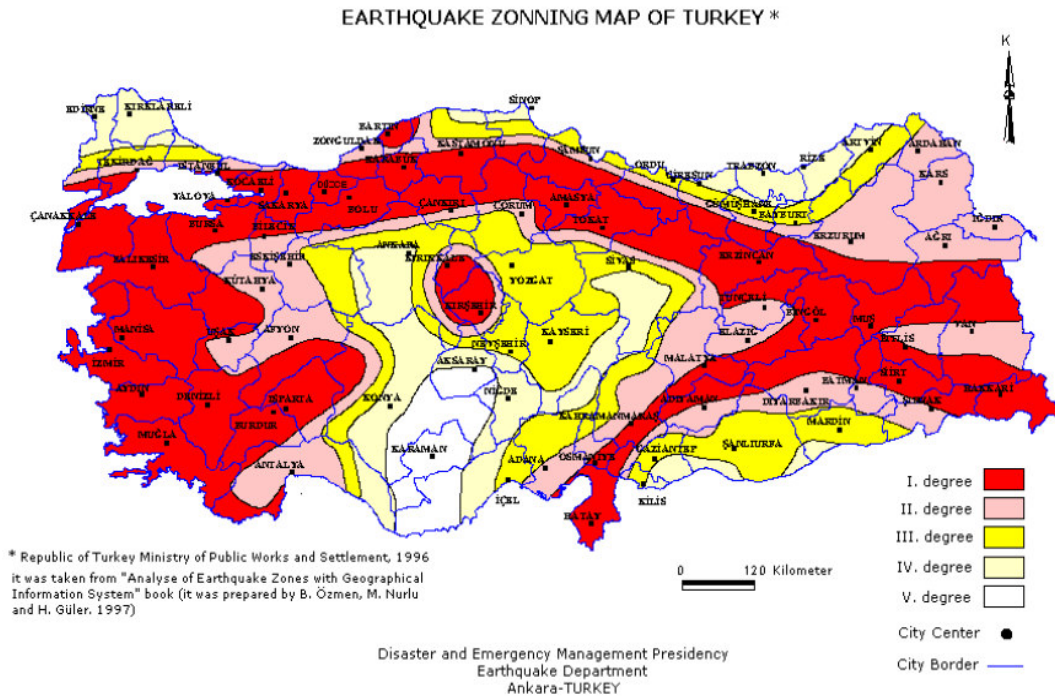 EARTHQUAKE ZONNING MAP OF TURKEY *
K
SİNOP
EDİRNE
KIRKLARELİ
BARTIN
ZONGULDAK
KASTAMONU
ARTVİN
ARDAHAN
TEKİRDAĞ
İSTANBUL
KARABÜK
SAMSUN
ORDU
GİRESUN
TRABZON
RİZE
KARS
YALOVA
KOCAELİ
SAKARYA
DÜZCE
BOLU
ÇANKIRI
ÇORUM
AMASYA
TOKAT
GÜMÜŞHANE
BAYBURT
IĞDIR
ÇANAKKALE
BURSA
BİLECİK
ERZURUM
AĞRI
ANKARA
KIRIKKALE
BALIKESİR
ESKİŞEHİR
SİVAS
ERZİNCAN
KÜTAHYA
YOZGAT
TUNCELİ
BİNGÖL
MUŞ
KIRŞEHİR
MANİSA
UŞAK
AFYON
KAYSERİ
ELAZIĞ
VAN
BİTLİS
NEVŞEHİR
İZMİR
AKSARAY
MALATYA
SİİRT
BATMAN
AYDIN
DENİZLİ
ISPARTA
NİĞDE
KONYA
ADIYAMAN
DİYARBAKIR
ŞIRNAK
HAKKARİ
BURDUR
KAHRAMANMARAŞ
MUĞLA
MARDİN
ŞANLIURFA
KARAMAN
ANTALYA
ADANA
OSMANİYE
GAZİANTEP
İÇEL
KİLİS
HATAY
I. degree
II. degree
III. degree
IV. degree
V. degree
City Center
City Border
0 120 Kilometer
* Republic of Turkey Ministry of Public Works and Settlement, 1996
it was taken from "Analyse of Earthquake Zones with Geographical
Information System" book (it was prepared by B. Özmen, M. Nurlu
and H. Güler. 1997)
Disaster and Emergency Management Presidency
Earthquake Department
Ankara-TURKEY